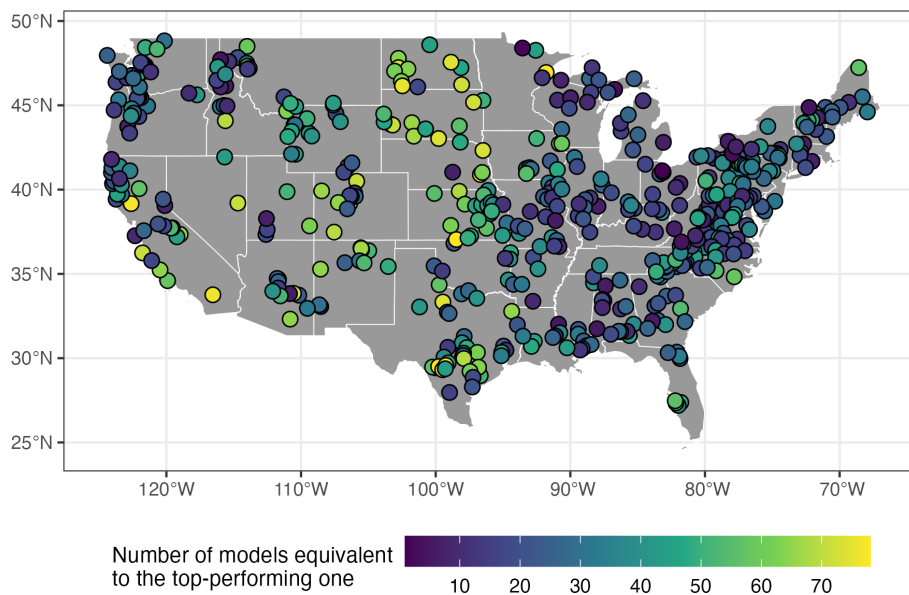 50°N
45°N
40°N
35°N
30°N
25°N
120°W 110°W 100°W 90°W 80°W 70°W
Number of models equivalent
to the top-performing one
10 20 30 40 50 60 70